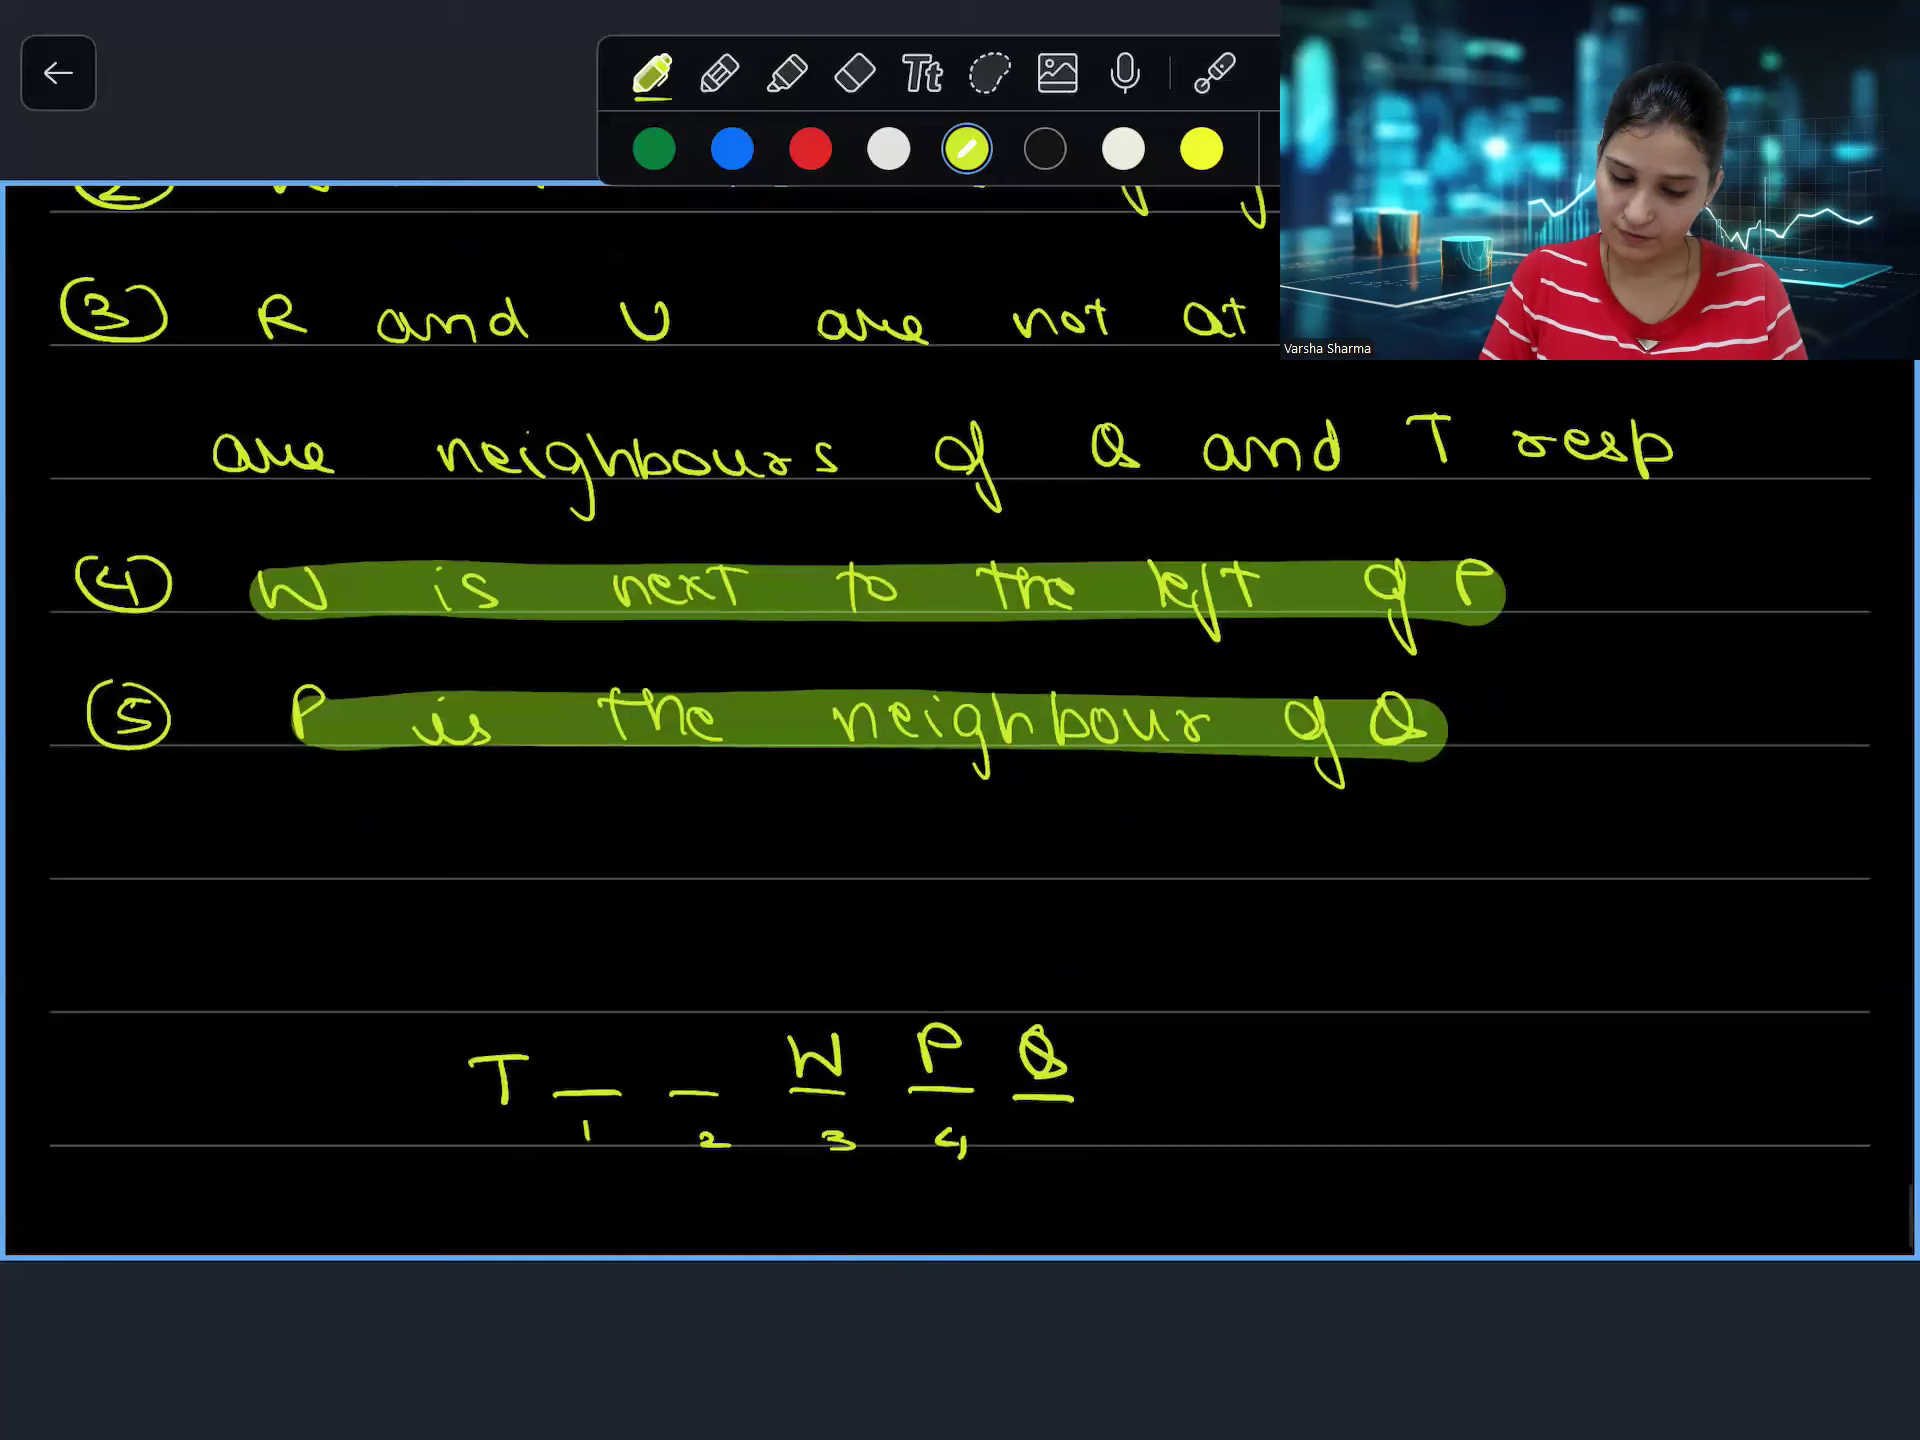 Tt
Varsha Sharma
(3) R and U are not at
are neighbours of Q and T resp
(4) W is next to the left of P
(5) P is the neighbour of Q
T _ _ W P Q
1 2 3 4